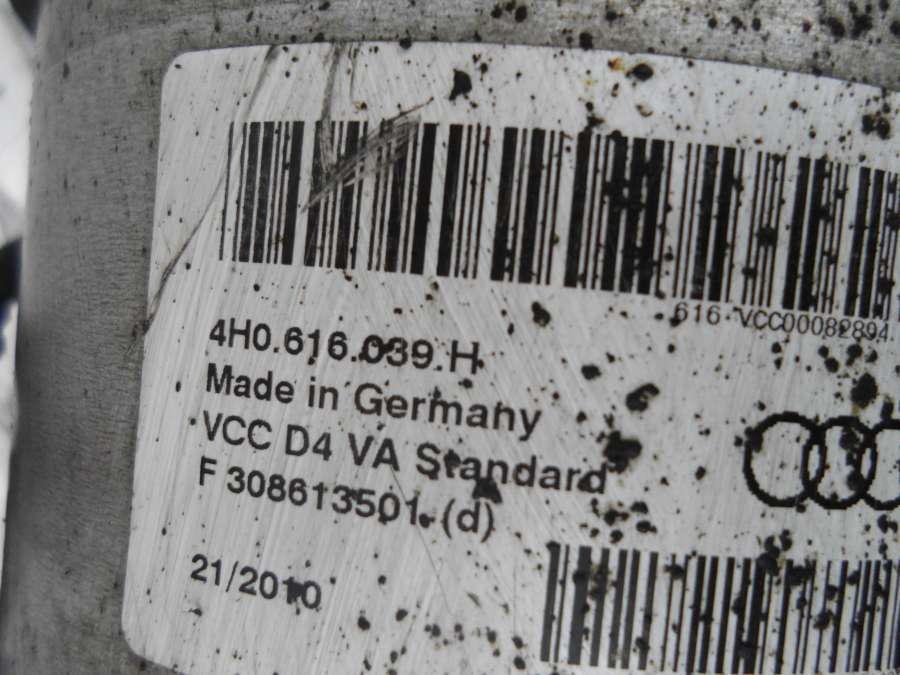 616 VCC00082894
4H0.616.039.H
Made in Germany
VCC D4 VA Standard
F 308613501.(d)
21/2010